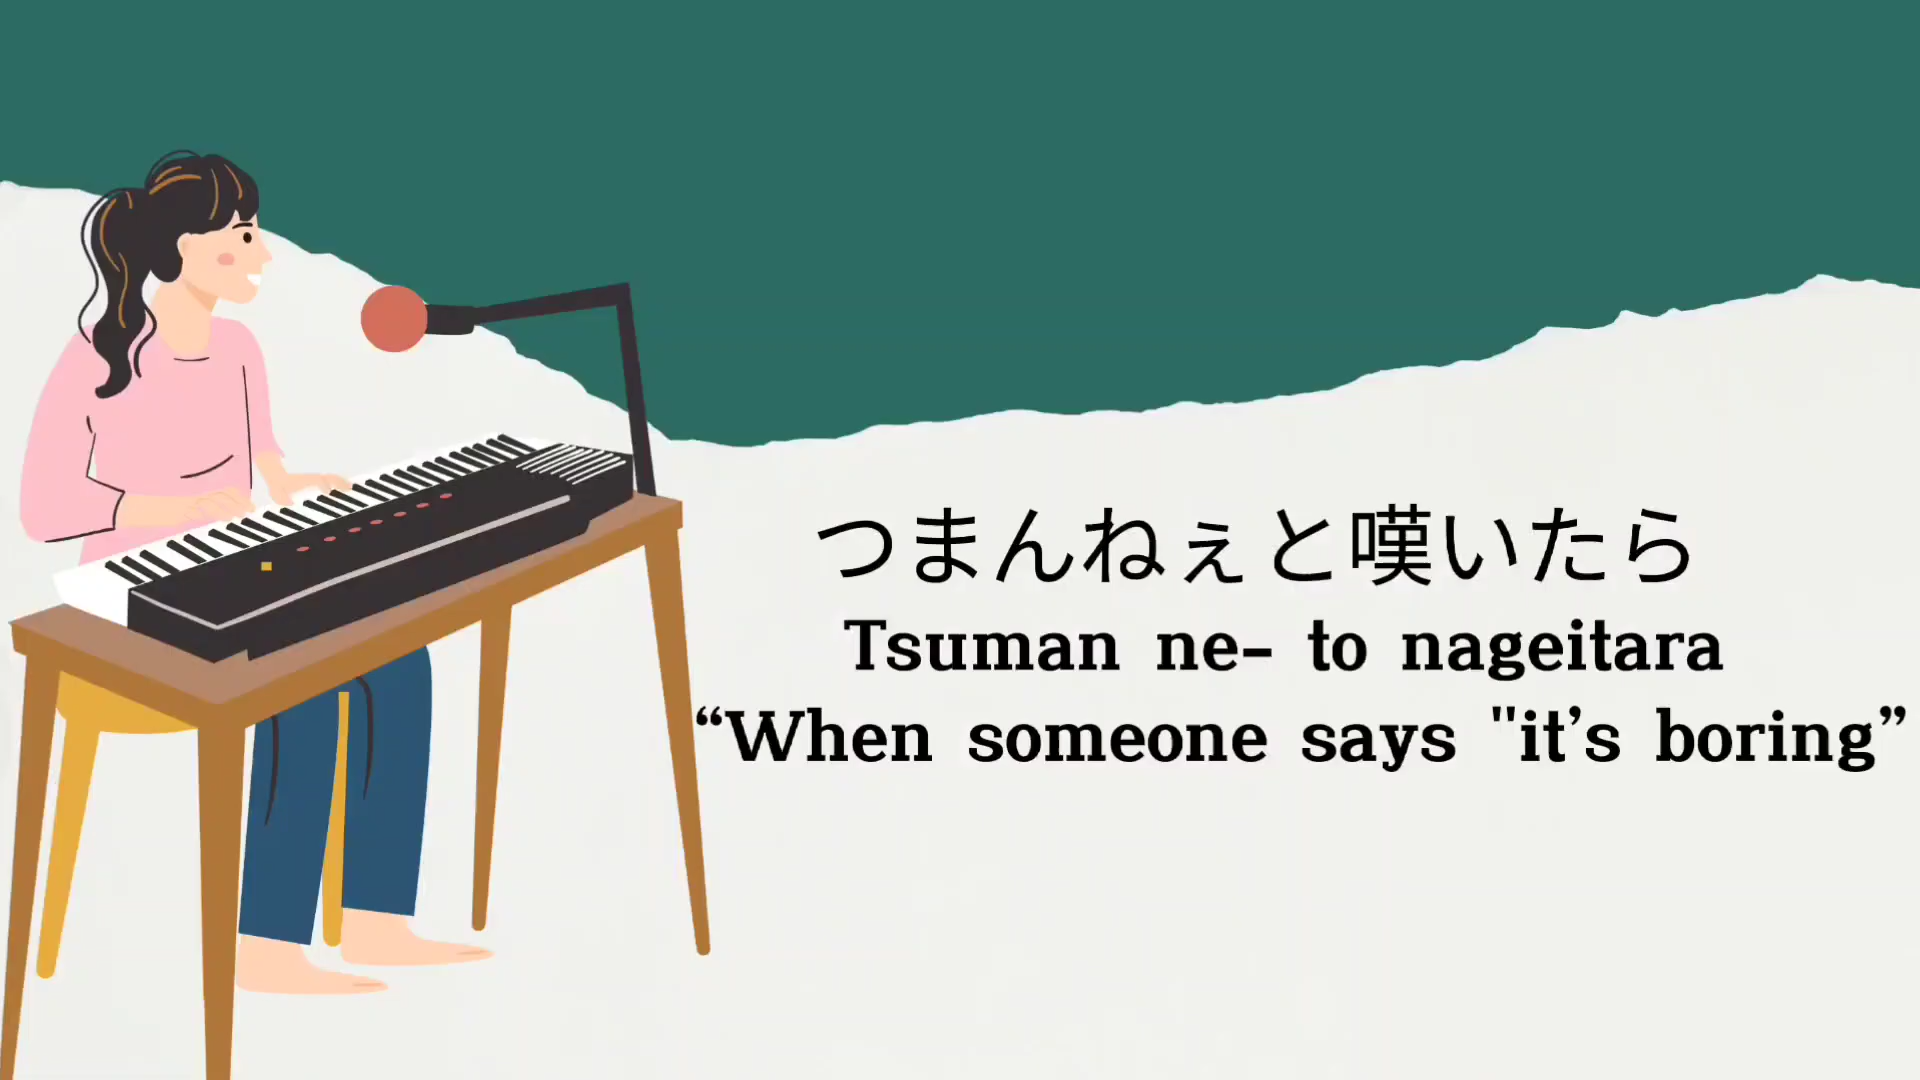 つまんねぇと嘆いたら
Tsuman ne- to nageitara
“When someone says "it’s boring”